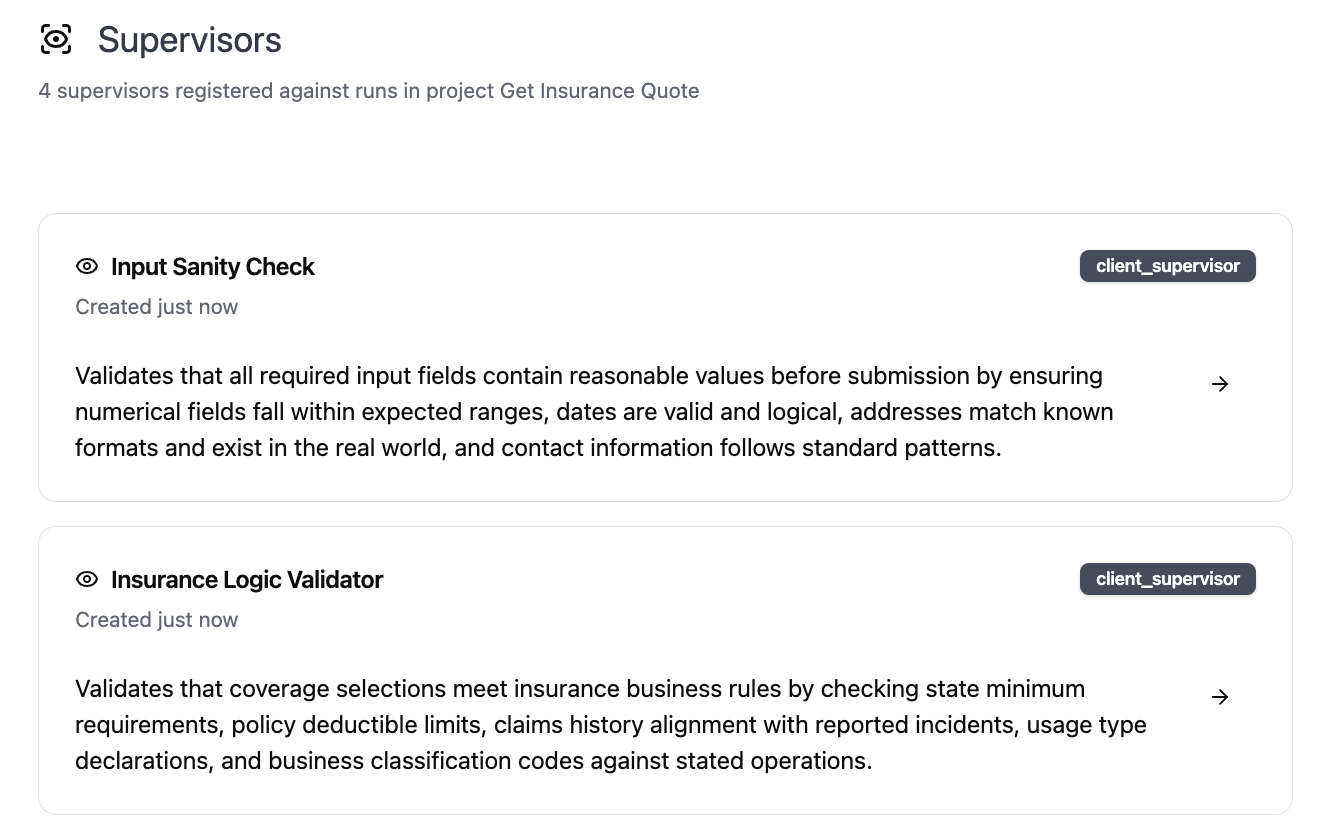 Supervisors
4 supervisors registered against runs in project Get Insurance Quote
Input Sanity Check
client_supervisor
Created just now
Validates that all required input fields contain reasonable values before submission by ensuring
numerical fields fall within expected ranges, dates are valid and logical, addresses match known
formats and exist in the real world, and contact information follows standard patterns.
Insurance Logic Validator
client_supervisor
Created just now
Validates that coverage selections meet insurance business rules by checking state minimum
requirements, policy deductible limits, claims history alignment with reported incidents, usage type
declarations, and business classification codes against stated operations.